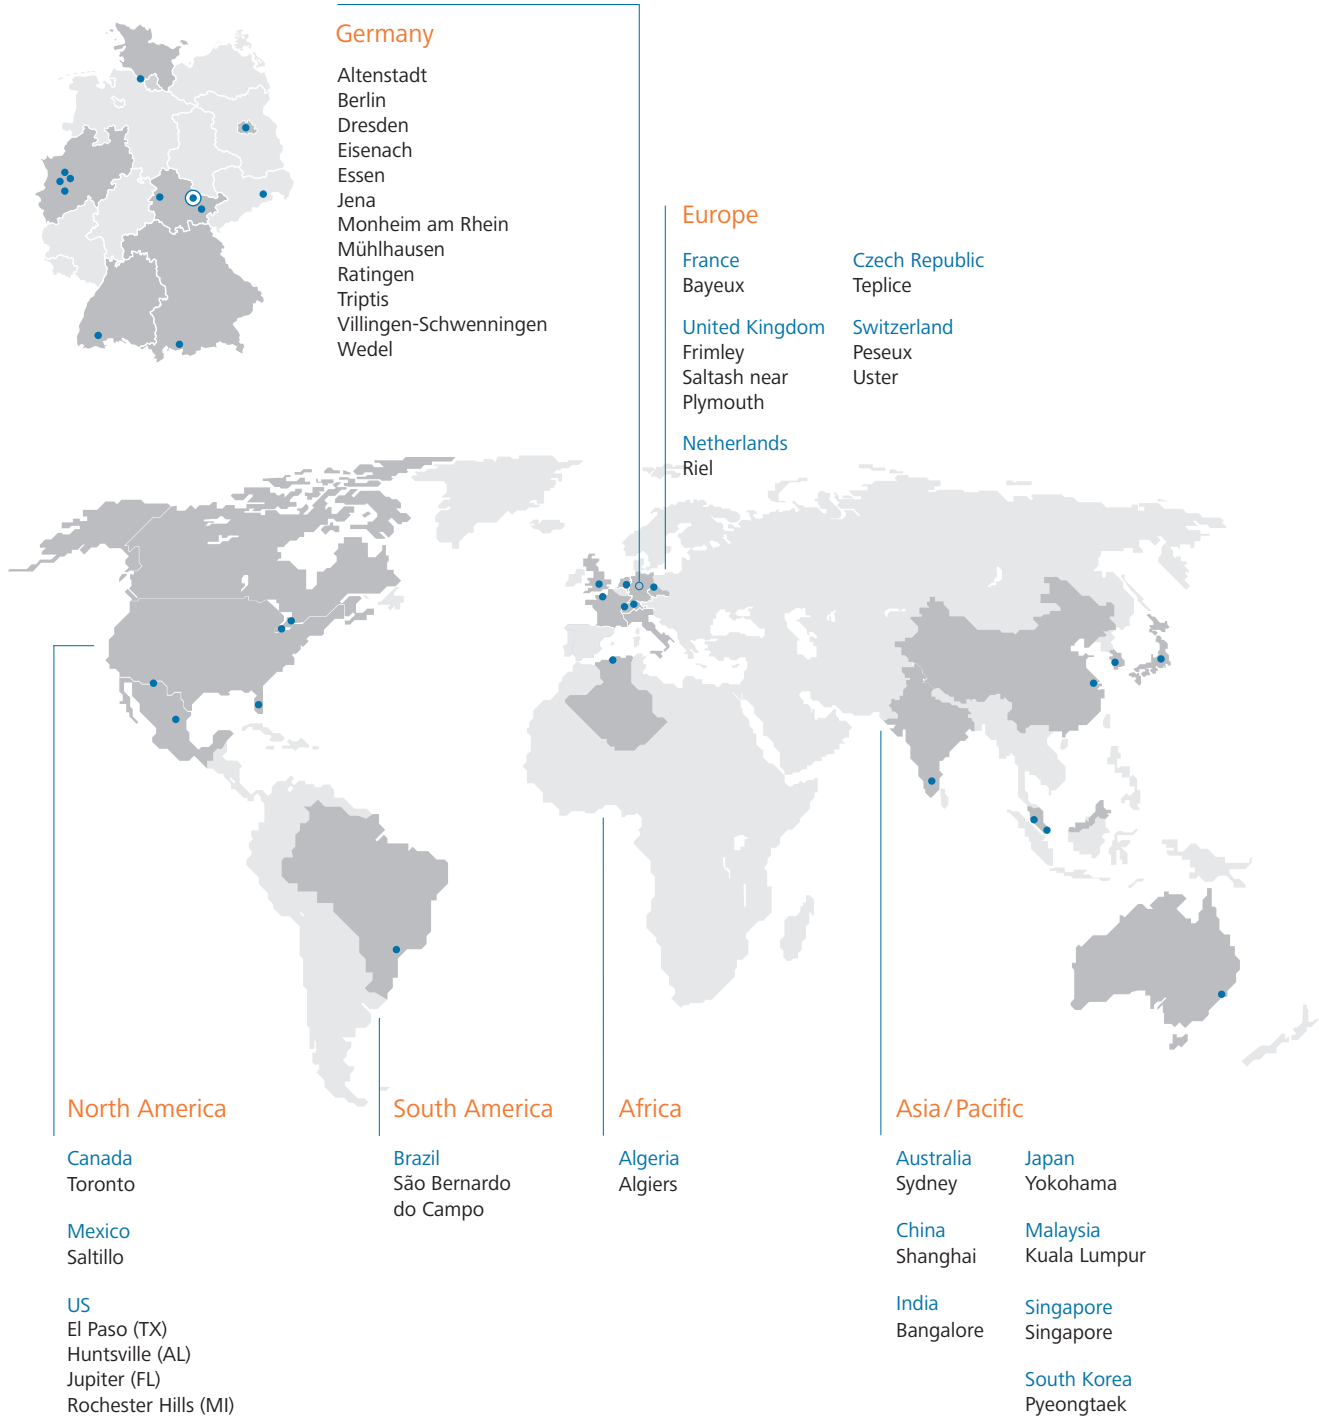 Germany
Altenstadt
Berlin
Dresden
Eisenach
Essen
Jena
Monheim am Rhein
Mühlhausen
Ratingen
Triptis
Villingen-Schwenningen
Wedel
Europe
France
Bayeux
United Kingdom
Frimley
Saltash near
Plymouth
Netherlands
Riel
Czech Republic
Teplice
Switzerland
Peseux
Uster
North America
Canada
Toronto
Mexico
Saltillo
US
El Paso (TX)
Huntsville (AL)
Jupiter (FL)
Rochester Hills (MI)
South America
Brazil
São Bernardo
do Campo
Africa
Algeria
Algiers
Asia/Pacific
Australia
Sydney
China
Shanghai
India
Bangalore
Japan
Yokohama
Malaysia
Kuala Lumpur
Singapore
Singapore
South Korea
Pyeongtaek